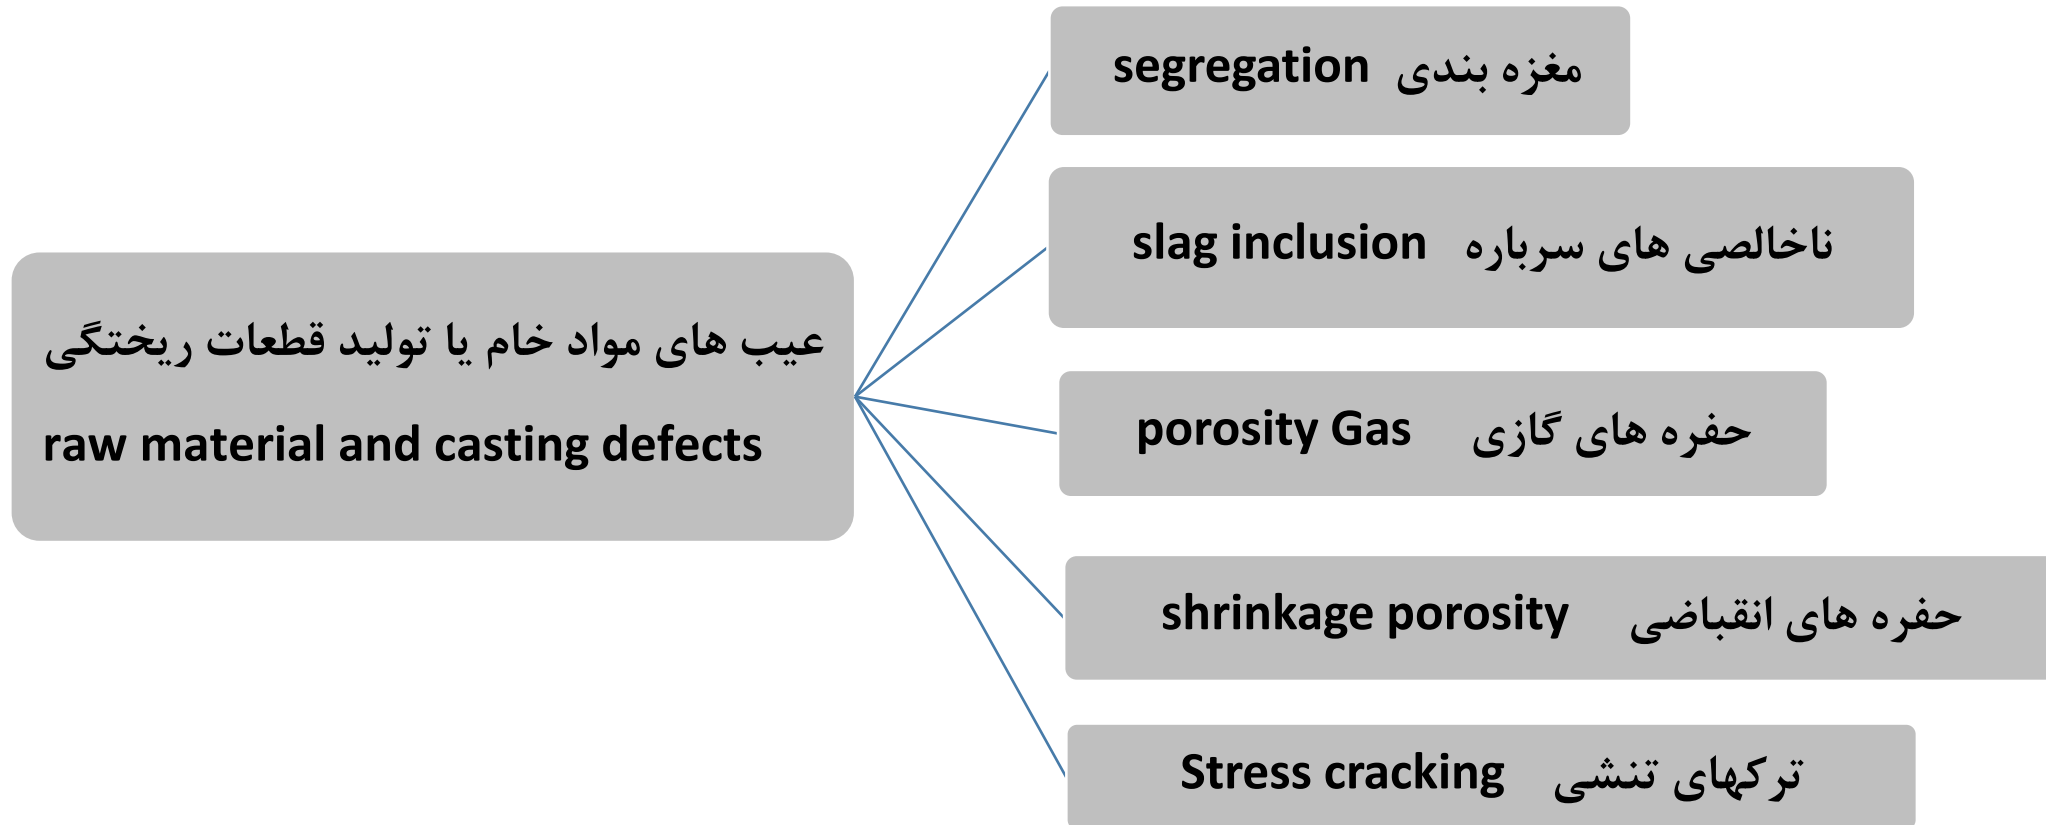 عیب های مواد خام یا تولید قطعات ریختگی
raw material and casting defects
segregation مغزه بندی
slag inclusion ناخالصی های سرباره
porosity Gas حفره های گازی
shrinkage porosity حفره های انقباضی
Stress cracking ترکهای تنشی